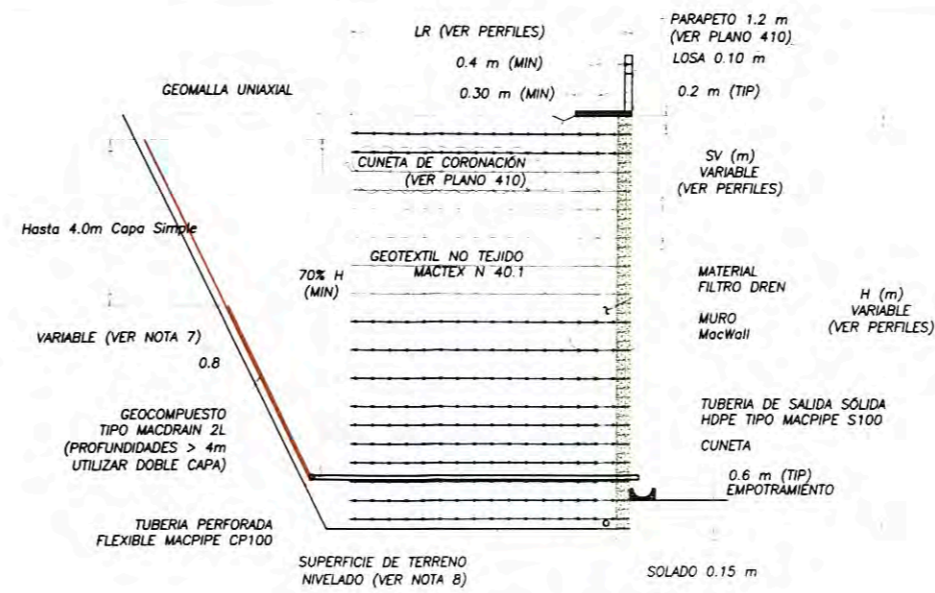 LR (VER PERFILES)
PARAPETO 1.2 m
(VER PLANO 410)
0.4 m (MIN)
LOSA 0.10 m
GEOMALLA UNIAXIAL
0.30 m (MIN)
0.2 m (TIP)
CUNETA DE CORONACIÓN
(VER PLANO 410)
SV (m)
VARIABLE
(VER PERFILES)
Hasta 4.0m Capa Simple
GEOTEXTIL NO TEJIDO
MACTEX N 40.1
70% H
(MIN)
MATERIAL
FILTRO DREN
H (m)
VARIABLE
(VER PERFILES)
MURO
MacWall
VARIABLE (VER NOTA 7)
0.8
GEOCOMPUESTO
TIPO MACDRAIN 2L
(PROFUNDIDADES > 4m
UTILIZAR DOBLE CAPA)
TUBERIA DE SALIDA SÓLIDA
HDPE TIPO MACPIPE S100
CUNETA
0.6 m (TIP)
EMPOTRAMIENTO
TUBERIA PERFORADA
FLEXIBLE MACPIPE CP100
SUPERFICIE DE TERRENO
NIVELADO (VER NOTA 8)
SOLADO 0.15 m